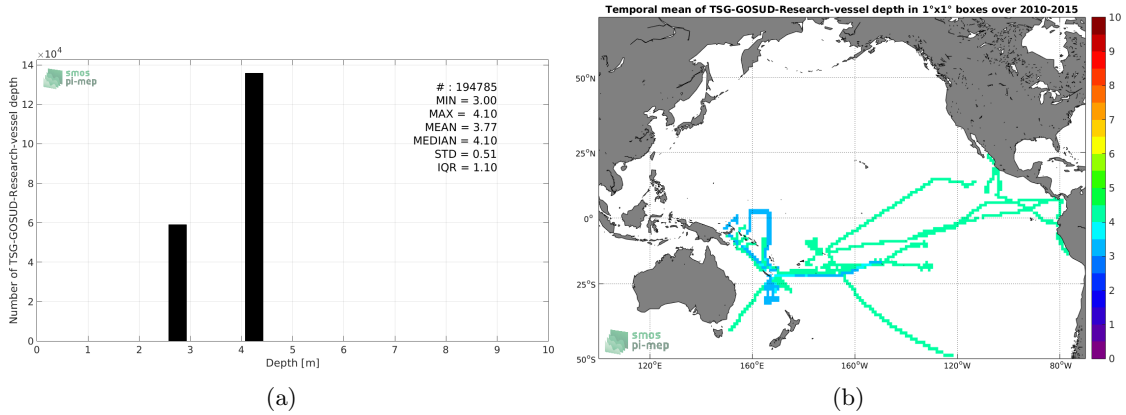 ×10⁴
14
12
10
8
6
4
2
0
Number of TSG-GOSUD-Research-vessel depth
smos
pi-mep
# : 194785
MIN = 3.00
MAX = 4.10
MEAN = 3.77
MEDIAN = 4.10
STD = 0.51
IQR = 1.10
0 1 2 3 4 5 6 7 8 9 10
Depth [m]
(a)
Temporal mean of TSG-GOSUD-Research-vessel depth in 1°x1° boxes over 2010-2015
50°N
25°N
0°
25°S
50°S
smos
pi-mep
120°E 160°E 160°W 120°W 80°W
10
9
8
7
6
5
4
3
2
1
0
(b)